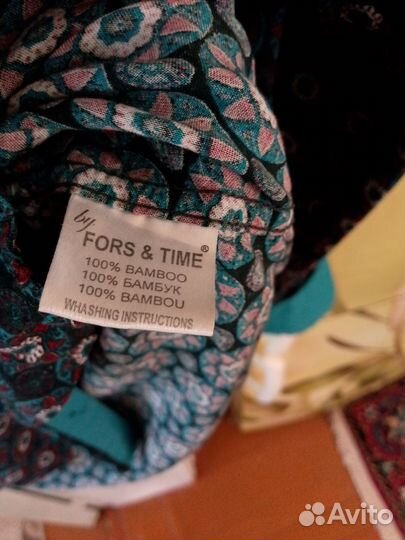 by
FORS & TIME®
100% BAMBOO
100% БАМБУК
100% BAMBOU
WHASHING INSTRUCTIONS
Avito